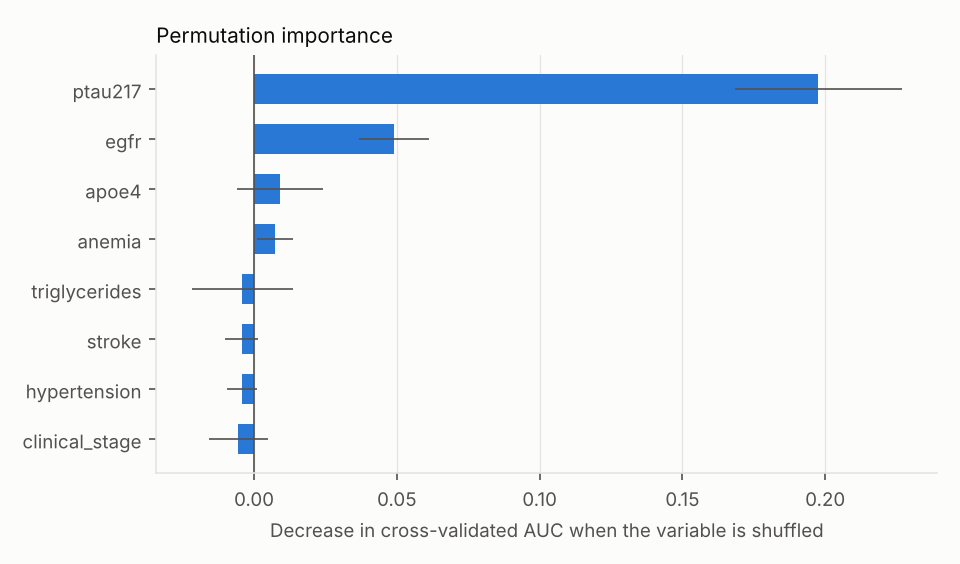 Permutation importance
ptau217
egfr
apoe4
anemia
triglycerides
stroke
hypertension
clinical_stage
0.00 0.05 0.10 0.15 0.20
Decrease in cross-validated AUC when the variable is shuffled